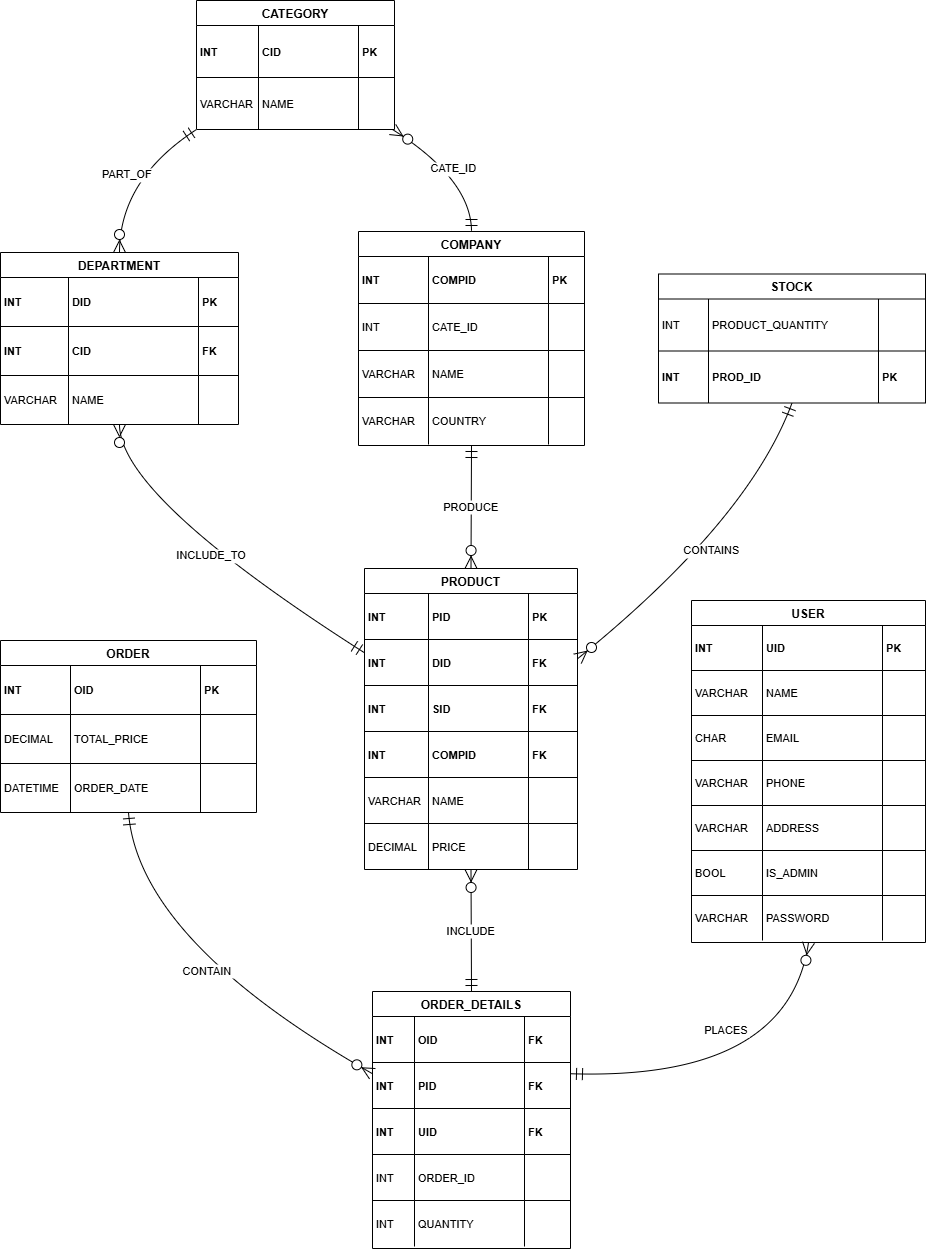 CATEGORY
INT CID PK
VARCHAR NAME
PART_OF
CATE_ID
DEPARTMENT
INT DID PK
INT CID FK
VARCHAR NAME
COMPANY
INT COMPID PK
INT CATE_ID
VARCHAR NAME
VARCHAR COUNTRY
STOCK
INT PRODUCT_QUANTITY
INT PROD_ID PK
PRODUCE
INCLUDE_TO
CONTAINS
PRODUCT
INT PID PK
INT DID FK
INT SID FK
INT COMPID FK
VARCHAR NAME
DECIMAL PRICE
ORDER
INT OID PK
DECIMAL TOTAL_PRICE
DATETIME ORDER_DATE
USER
INT UID PK
VARCHAR NAME
CHAR EMAIL
VARCHAR PHONE
VARCHAR ADDRESS
BOOL IS_ADMIN
VARCHAR PASSWORD
INCLUDE
CONTAIN
PLACES
ORDER_DETAILS
INT OID FK
INT PID FK
INT UID FK
INT ORDER_ID
INT QUANTITY